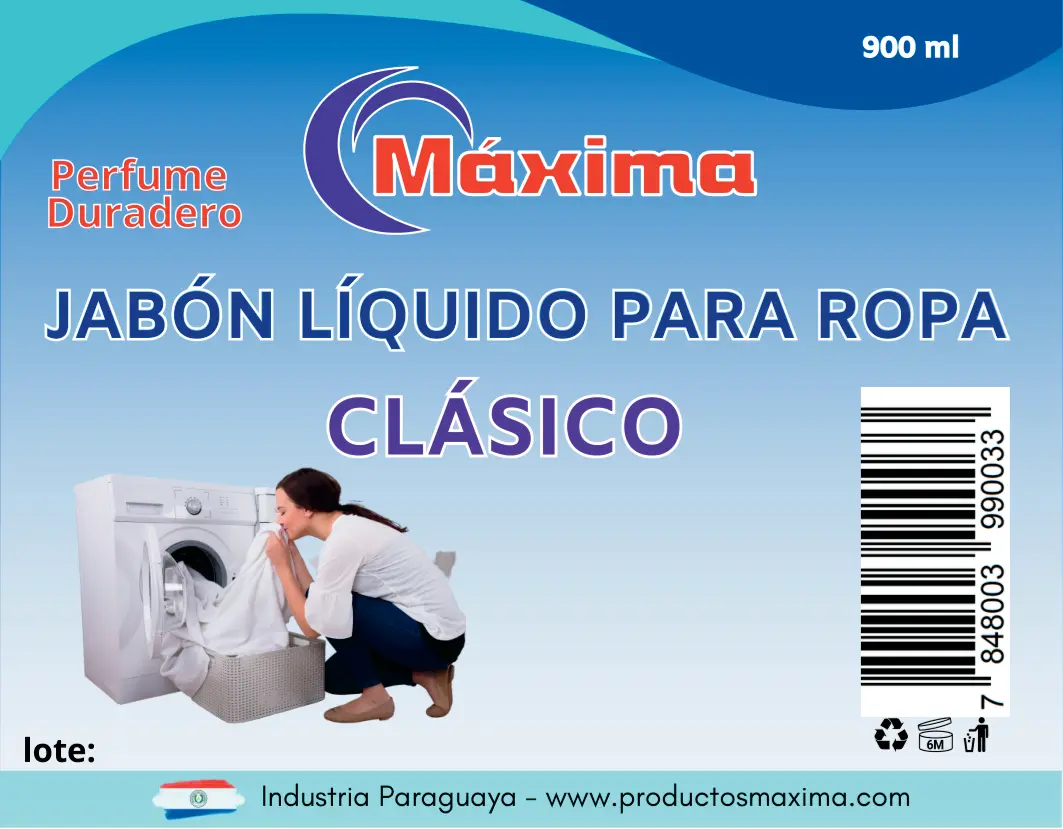 900 ml
Máxima
Perfume
Duradero
JABÓN LÍQUIDO PARA ROPA
CLÁSICO
7 848003 990033
6M
lote:
Industria Paraguaya - www.productosmaxima.com